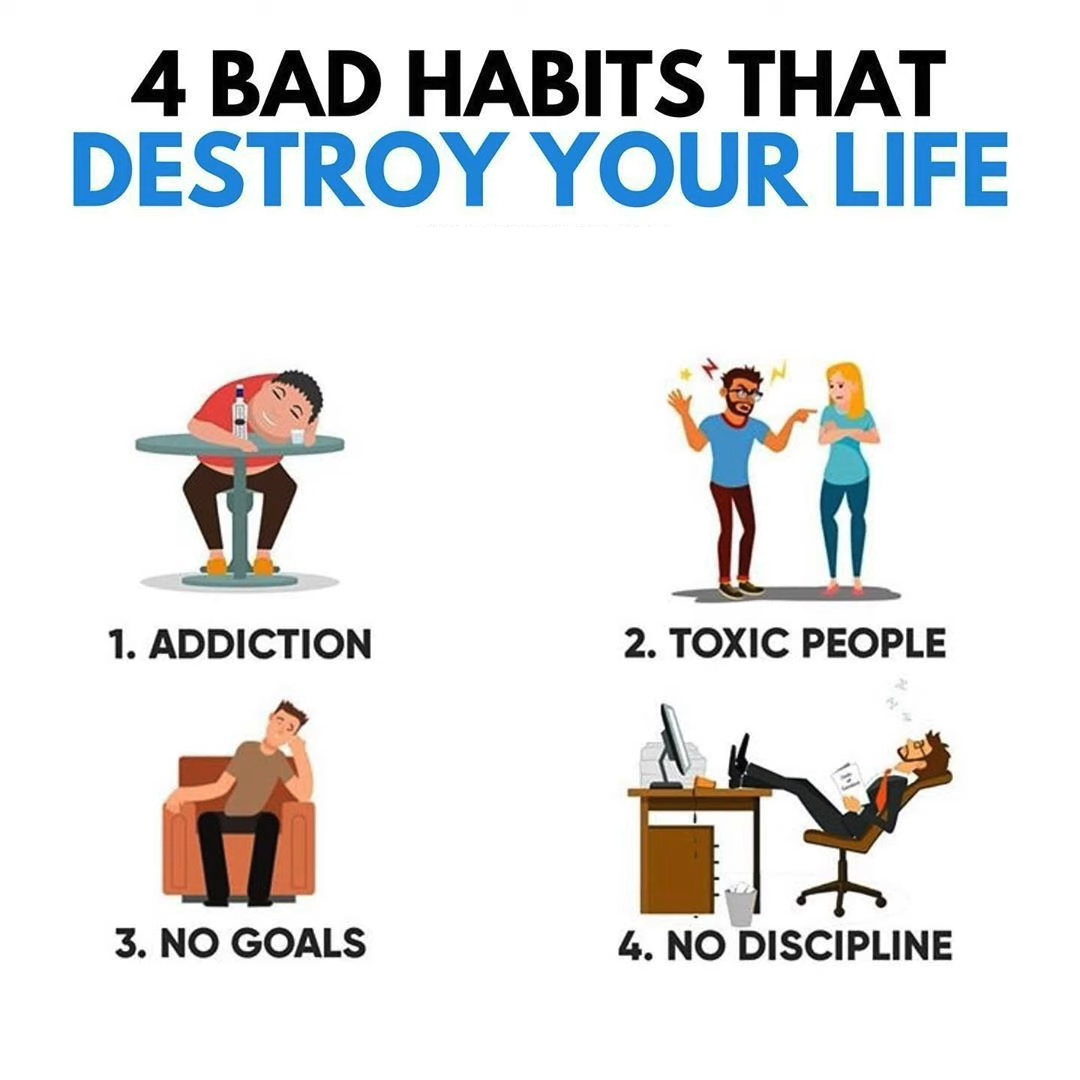 4 BAD HABITS THAT
DESTROY YOUR LIFE
1. ADDICTION
2. TOXIC PEOPLE
3. NO GOALS
4. NO DISCIPLINE